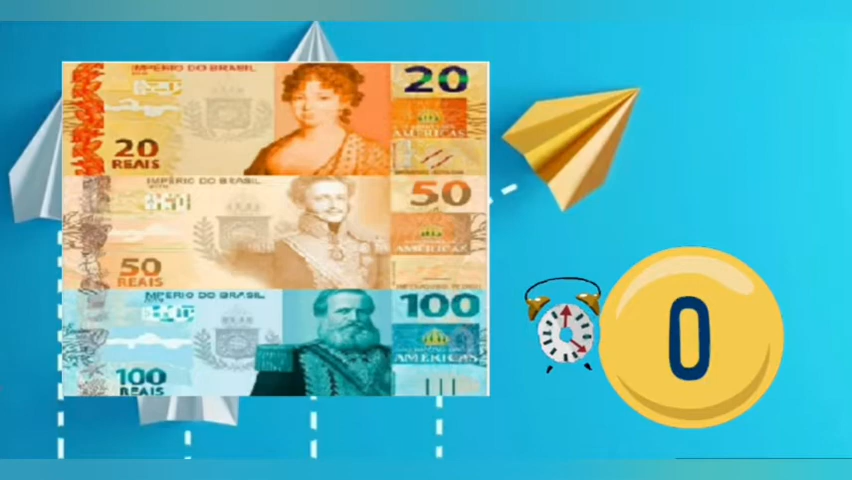 IMPÉRIO DO BRASIL
20
AMÉRICAS
20
REAIS
IMPÉRIO DO BRASIL
50
AMÉRICAS
50
REAIS
IMPÉRIO DO BRASIL
100
AMÉRICAS
100
REAIS
0